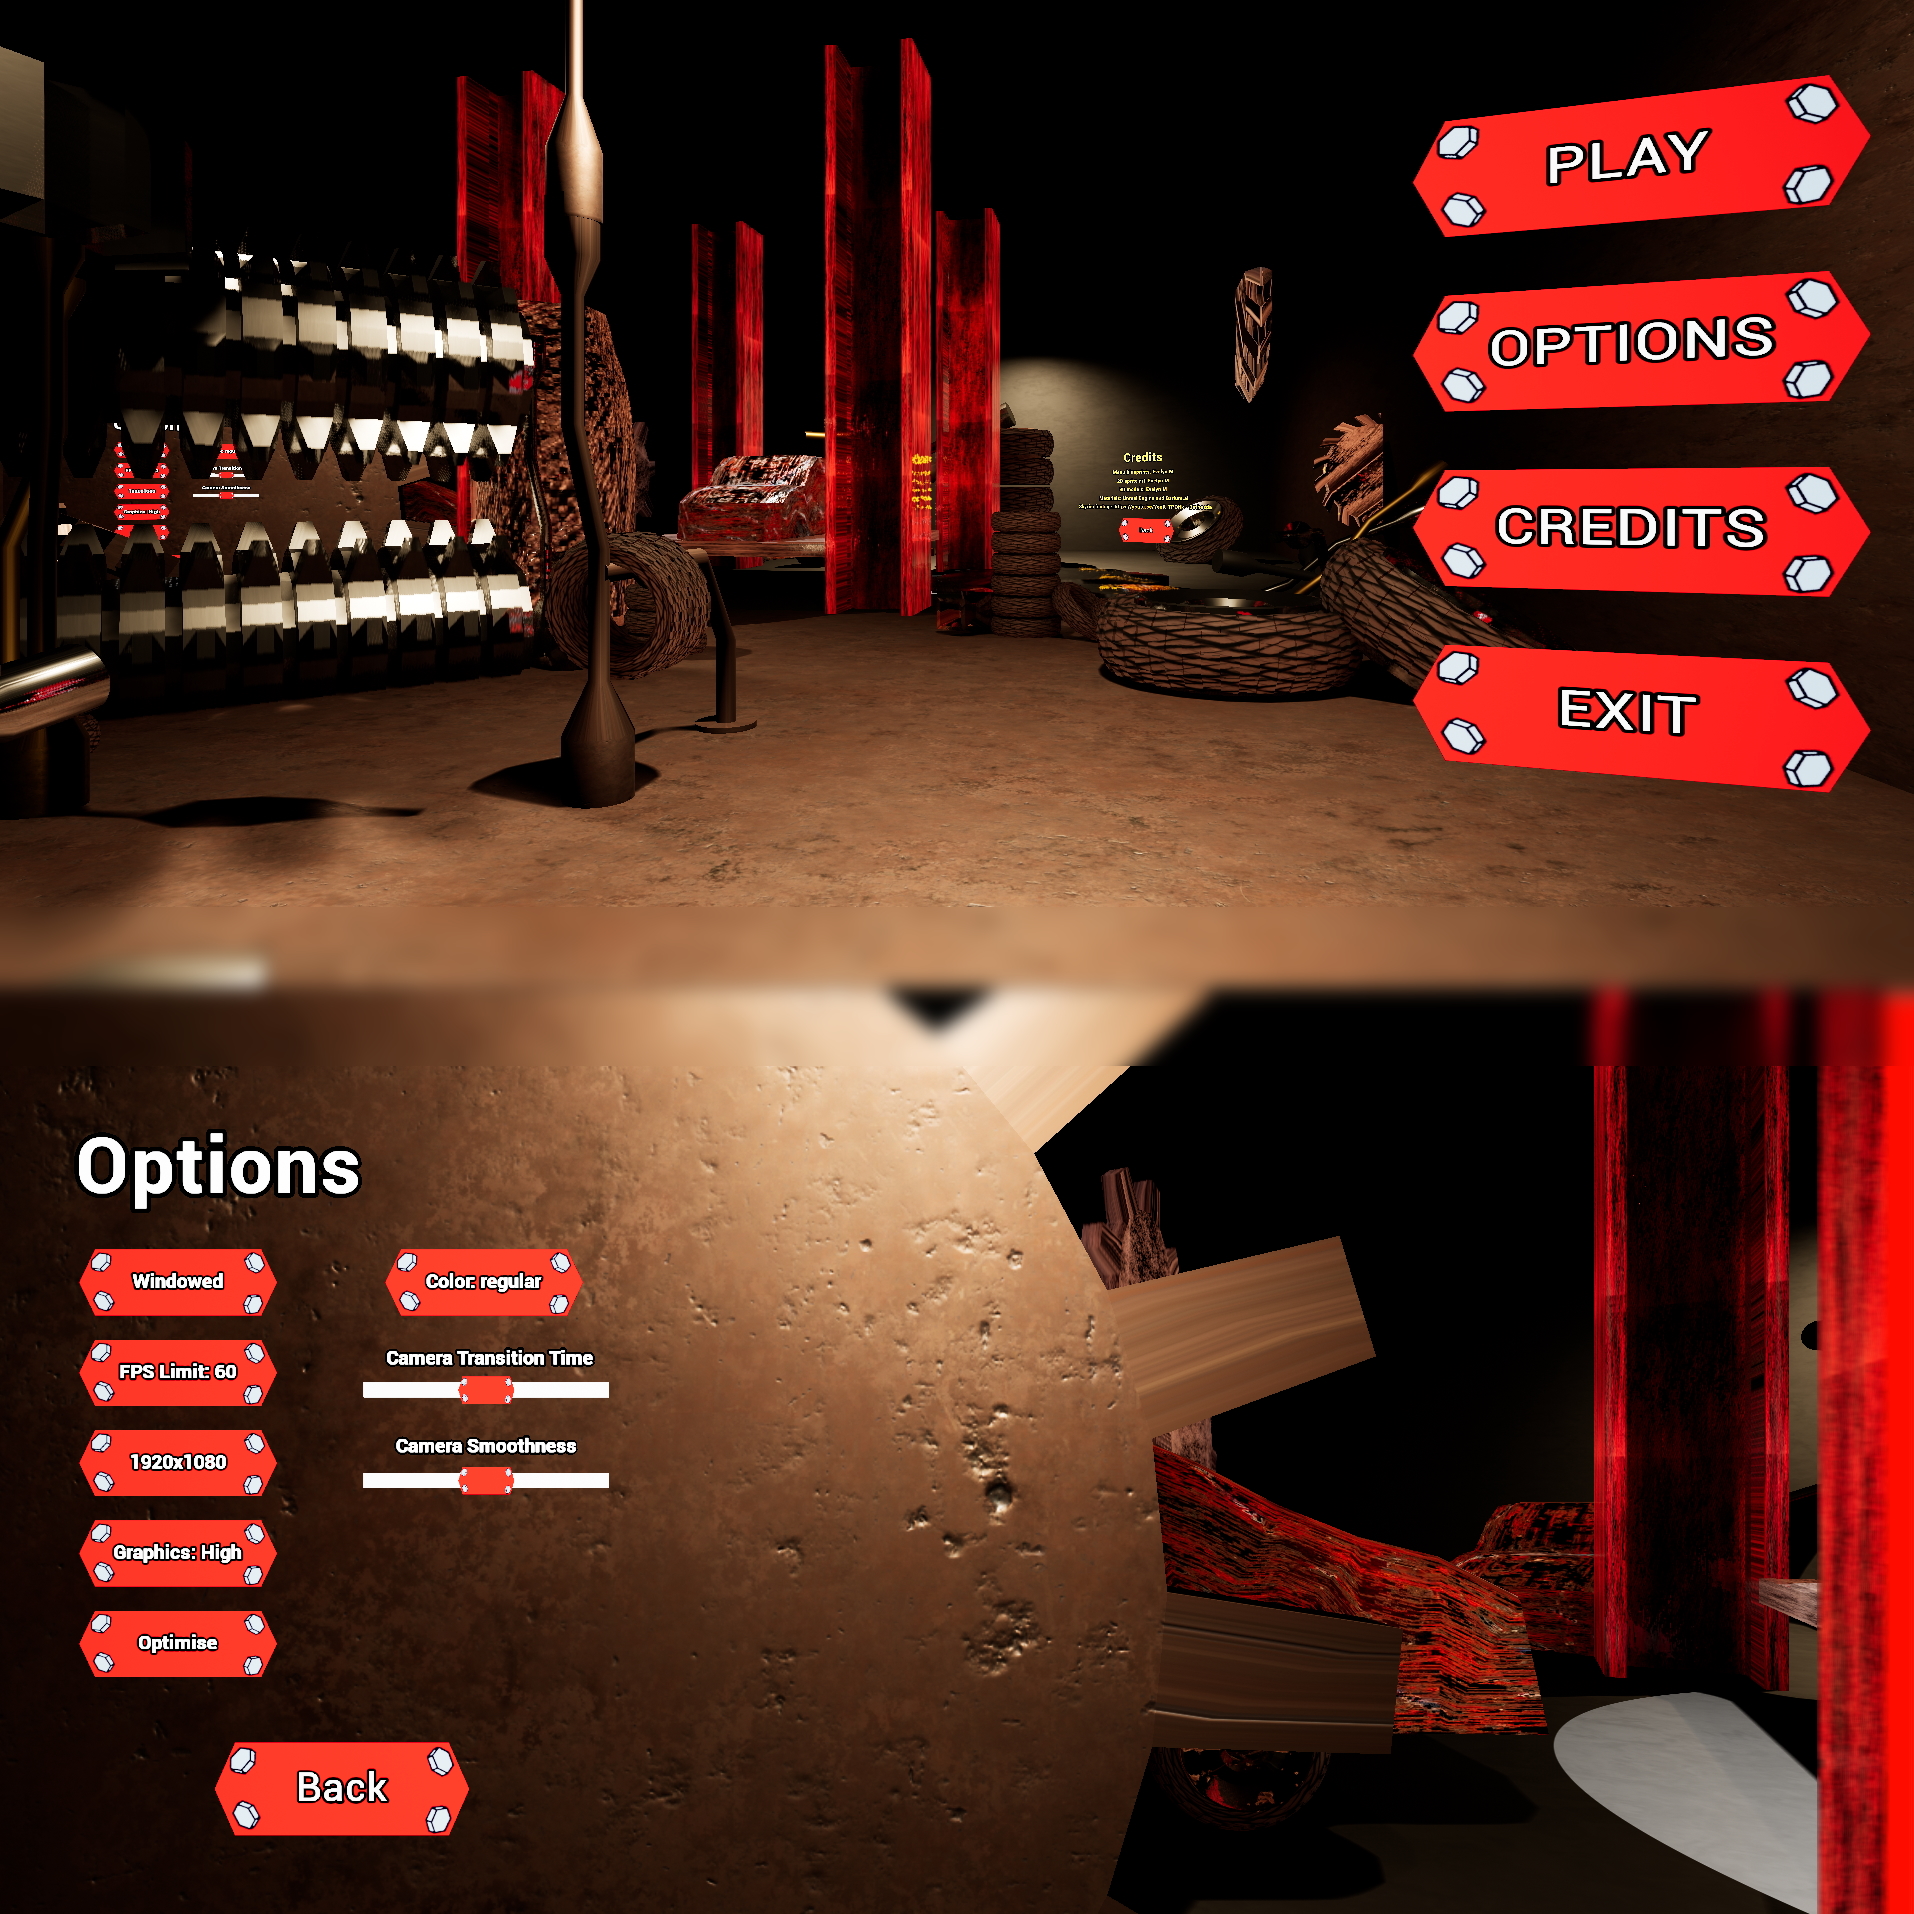 PLAY
OPTIONS
CREDITS
EXIT
Credits
Options
Windowed
Color: regular
FPS Limit: 60
Camera Transition Time
1920x1080
Camera Smoothness
Graphics: High
Optimise
Back